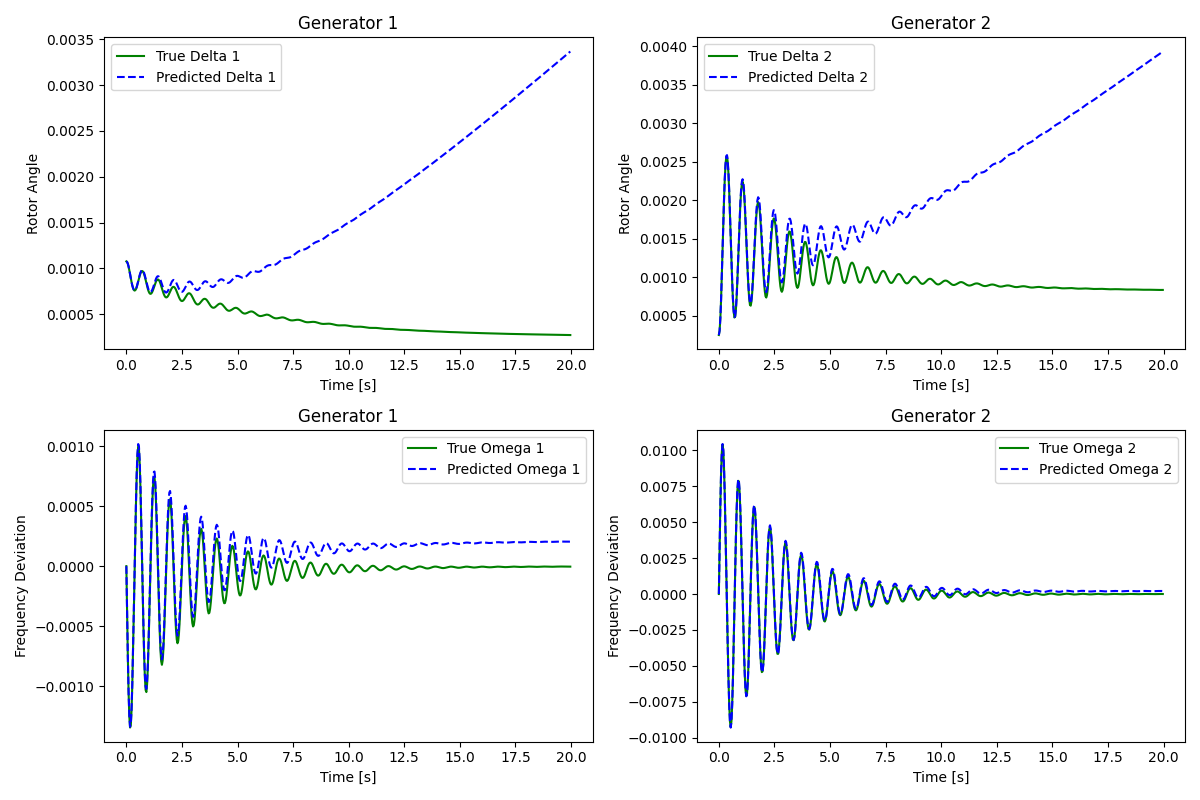 Generator 1
True Delta 1
Predicted Delta 1
0.0035
0.0030
0.0025
0.0020
0.0015
0.0010
0.0005
Rotor Angle
0.0 2.5 5.0 7.5 10.0 12.5 15.0 17.5 20.0
Time [s]
Generator 2
True Delta 2
Predicted Delta 2
0.0040
0.0035
0.0030
0.0025
0.0020
0.0015
0.0010
0.0005
Rotor Angle
0.0 2.5 5.0 7.5 10.0 12.5 15.0 17.5 20.0
Time [s]
Generator 1
True Omega 1
Predicted Omega 1
0.0010
0.0005
0.0000
−0.0005
−0.0010
Frequency Deviation
0.0 2.5 5.0 7.5 10.0 12.5 15.0 17.5 20.0
Time [s]
Generator 2
True Omega 2
Predicted Omega 2
0.0100
0.0075
0.0050
0.0025
0.0000
−0.0025
−0.0050
−0.0075
−0.0100
Frequency Deviation
0.0 2.5 5.0 7.5 10.0 12.5 15.0 17.5 20.0
Time [s]